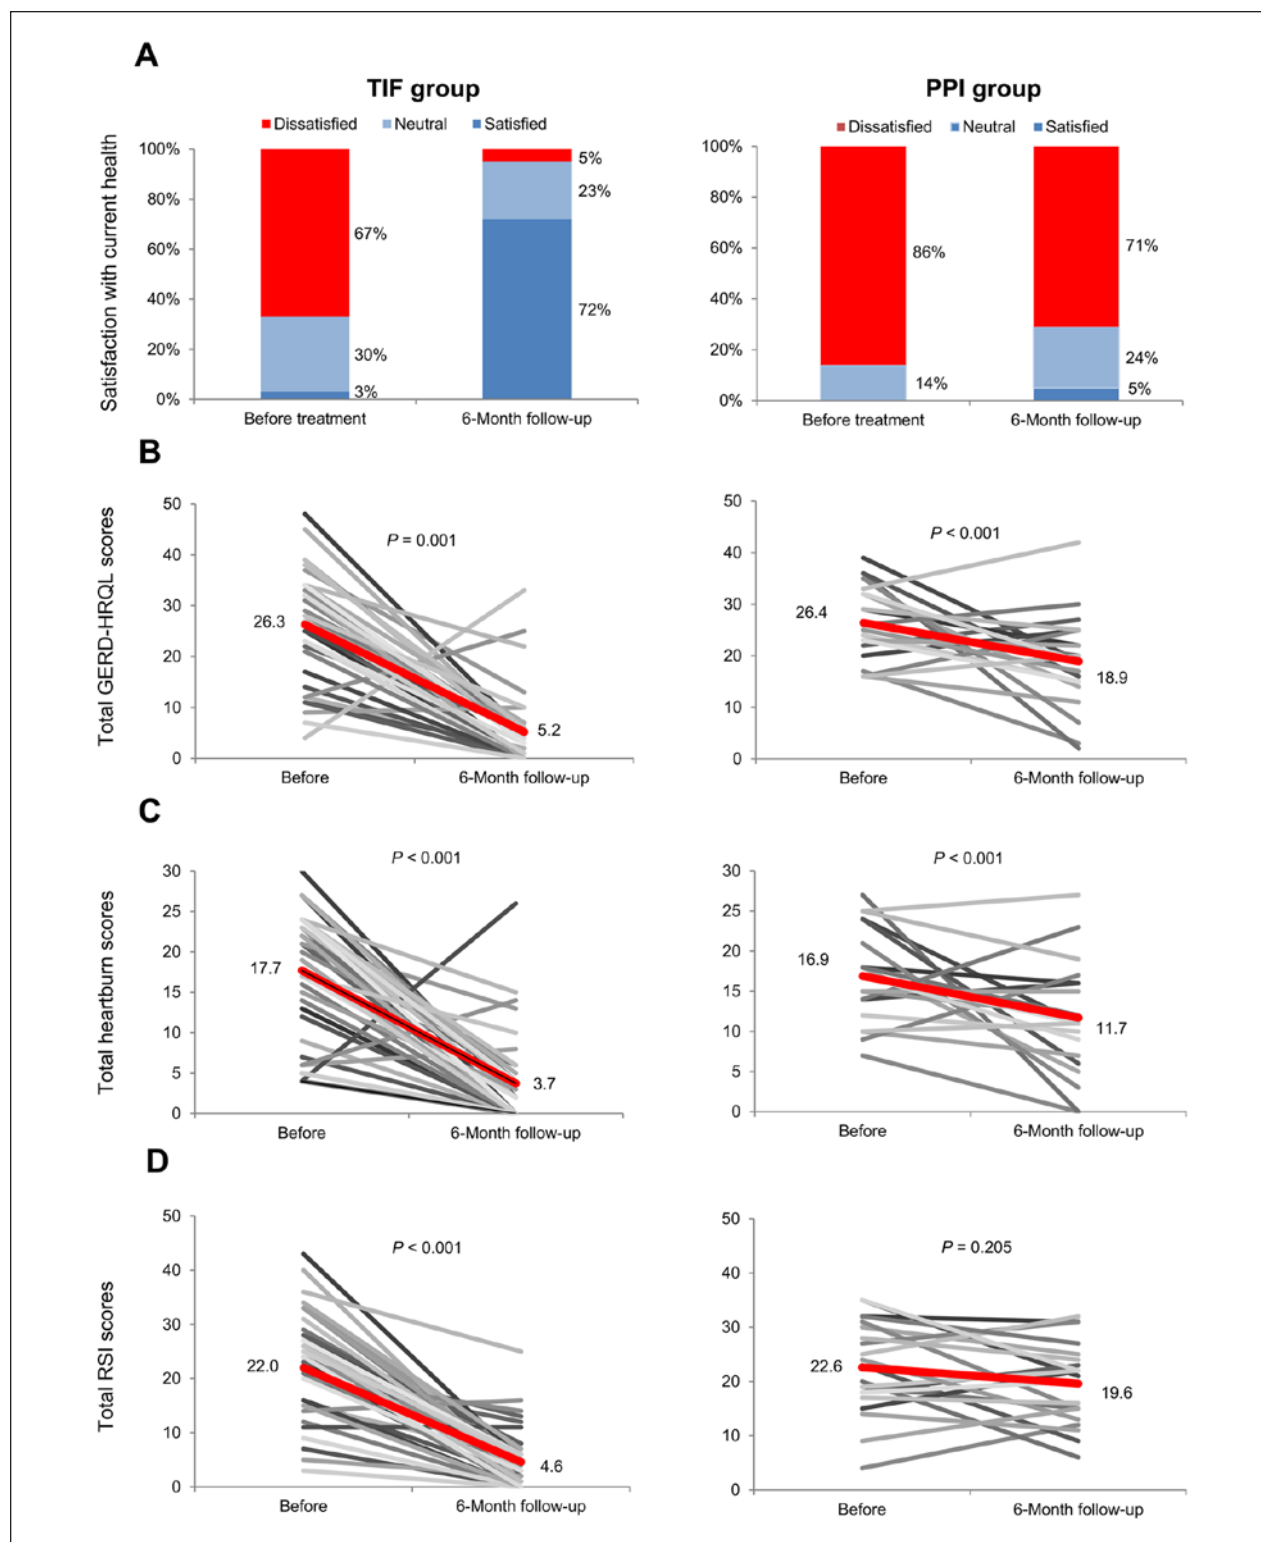 A
TIF group
Dissatisfied Neutral Satisfied
Satisfaction with current health
100%
80%
60%
40%
20%
0%
67%
30%
3%
5%
23%
72%
Before treatment 6-Month follow-up
PPI group
Dissatisfied Neutral Satisfied
100%
80%
60%
40%
20%
0%
86%
14%
71%
24%
5%
Before treatment 6-Month follow-up
B
Total GERD-HRQL scores
50
40
30
20
10
0
P = 0.001
26.3
5.2
Before 6-Month follow-up
50
40
30
20
10
0
P < 0.001
26.4
18.9
Before 6-Month follow-up
C
Total heartburn scores
30
25
20
15
10
5
0
P < 0.001
17.7
3.7
Before 6-Month follow-up
30
25
20
15
10
5
0
P < 0.001
16.9
11.7
Before 6-Month follow-up
D
Total RSI scores
50
40
30
20
10
0
P < 0.001
22.0
4.6
Before 6-Month follow-up
50
40
30
20
10
0
P = 0.205
22.6
19.6
Before 6-Month follow-up